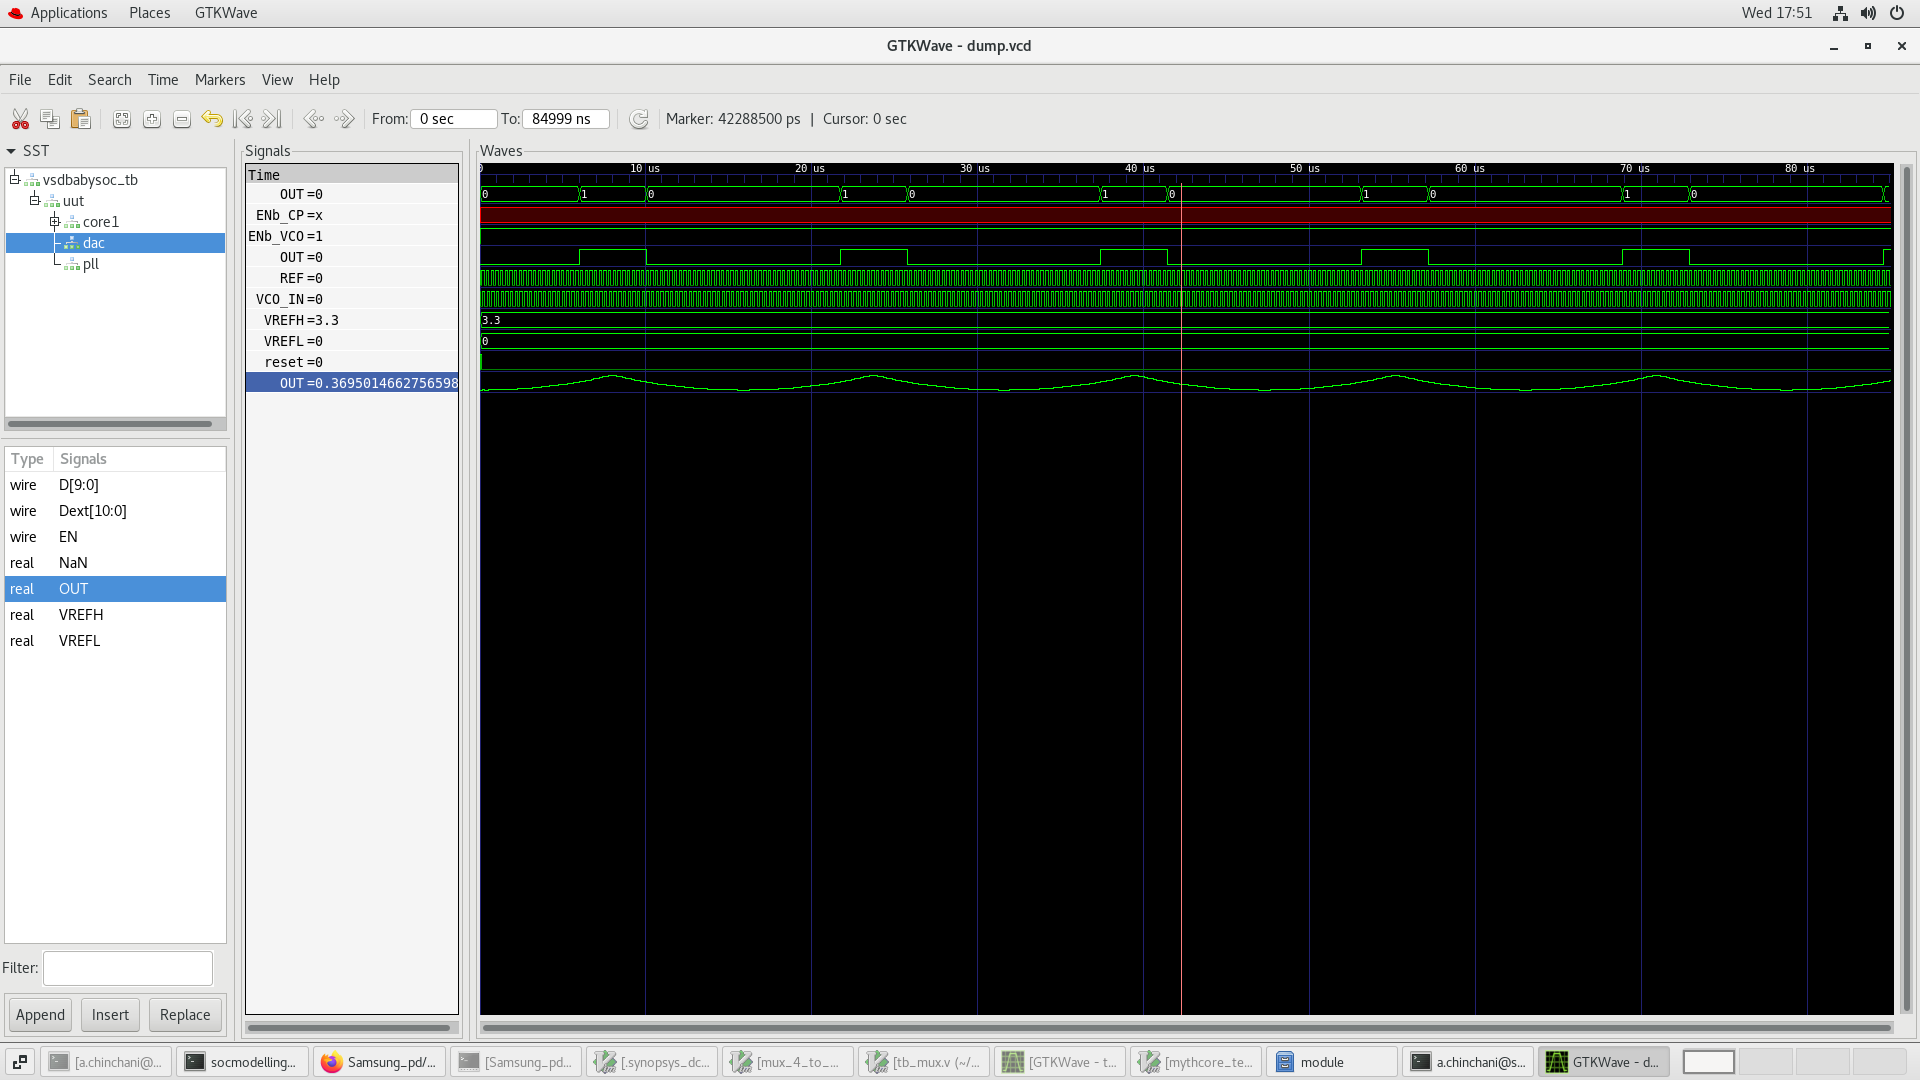 Applications Places GTKWave Wed 17:51
GTKWave - dump.vcd
File Edit Search Time Markers View Help
From: 0 sec To: 84999 ns Marker: 42288500 ps | Cursor: 0 sec
SST
vsdbabysoc_tb
uut
core1
dac
pll
Type Signals
wire D[9:0]
wire Dext[10:0]
wire EN
real NaN
real OUT
real VREFH
real VREFL
Filter:
Append Insert Replace
Signals
Time
OUT=0
ENb_CP=x
ENb_VCO=1
OUT=0
REF=0
VCO_IN=0
VREFH=3.3
VREFL=0
reset=0
OUT=0.3695014662756598
Waves
0 10 us 20 us 30 us 40 us 50 us 60 us 70 us 80 us
0 1 0 1 0 1 0 1 0 1 0
3.3
0
[a.chinchani@... socmodelling... Samsung_pd/... [Samsung_pd... [.synopsys_dc... [mux_4_to_... [tb_mux.v (~/... [GTKWave - t... [mythcore_te... module a.chinchani@s... GTKWave - d...